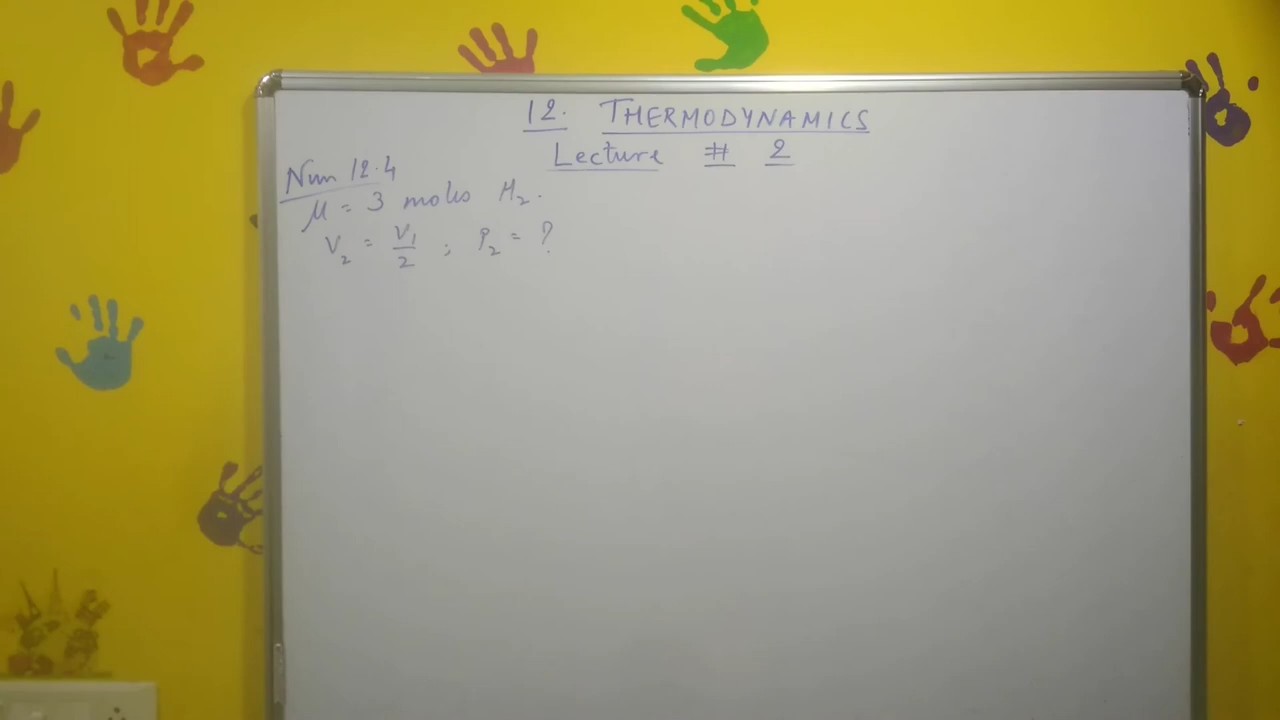 12. THERMODYNAMICS
Lecture # 2
Num 12.4
μ = 3 moles H₂.
V₂ = V₁/2 ; P₂ = ?